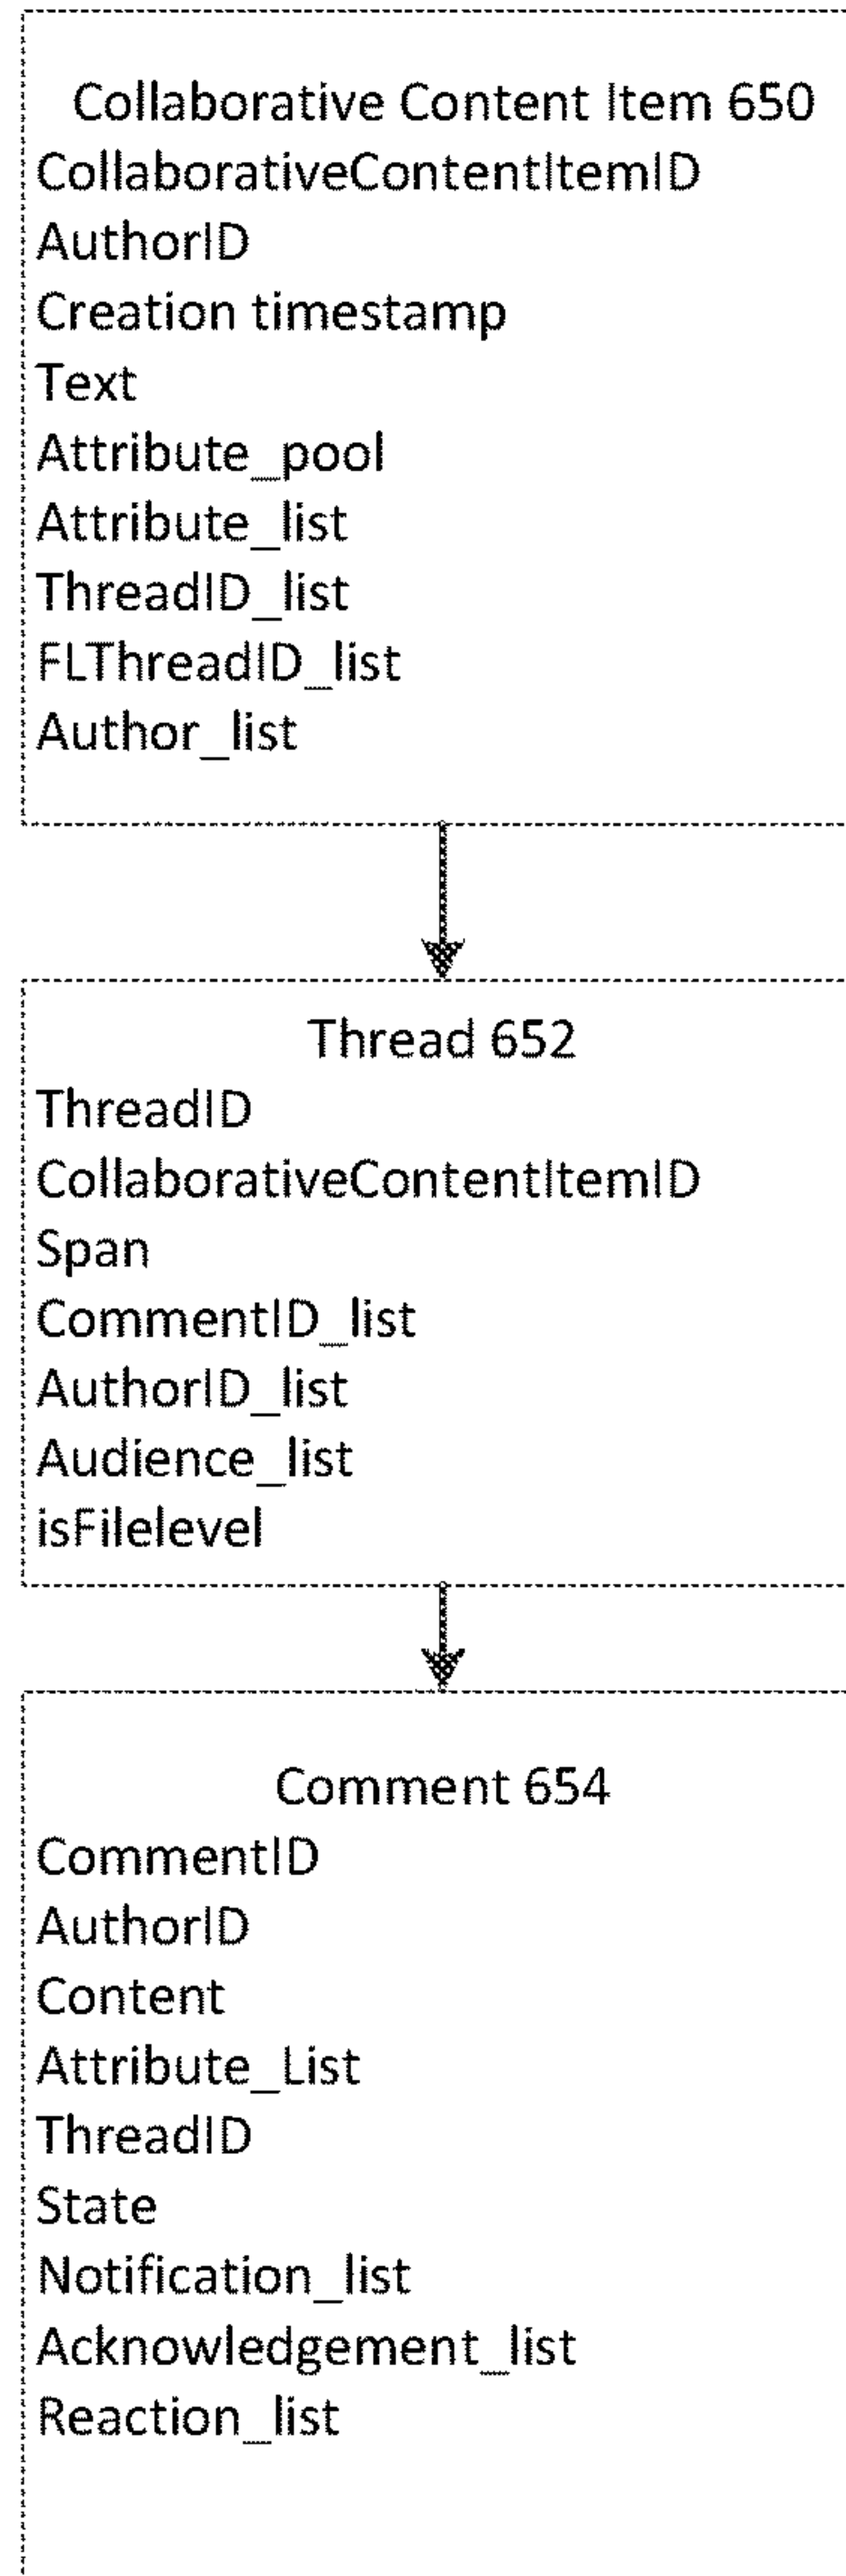 Collaborative Content Item 650
CollaborativeContentItemID
AuthorID
Creation timestamp
Text
Attribute_pool
Attribute_list
ThreadID_list
FLThreadID_list
Author_list
Thread 652
ThreadID
CollaborativeContentItemID
Span
CommentID_list
AuthorID_list
Audience_list
isFilelevel
Comment 654
CommentID
AuthorID
Content
Attribute_List
ThreadID
State
Notification_list
Acknowledgement_list
Reaction_list